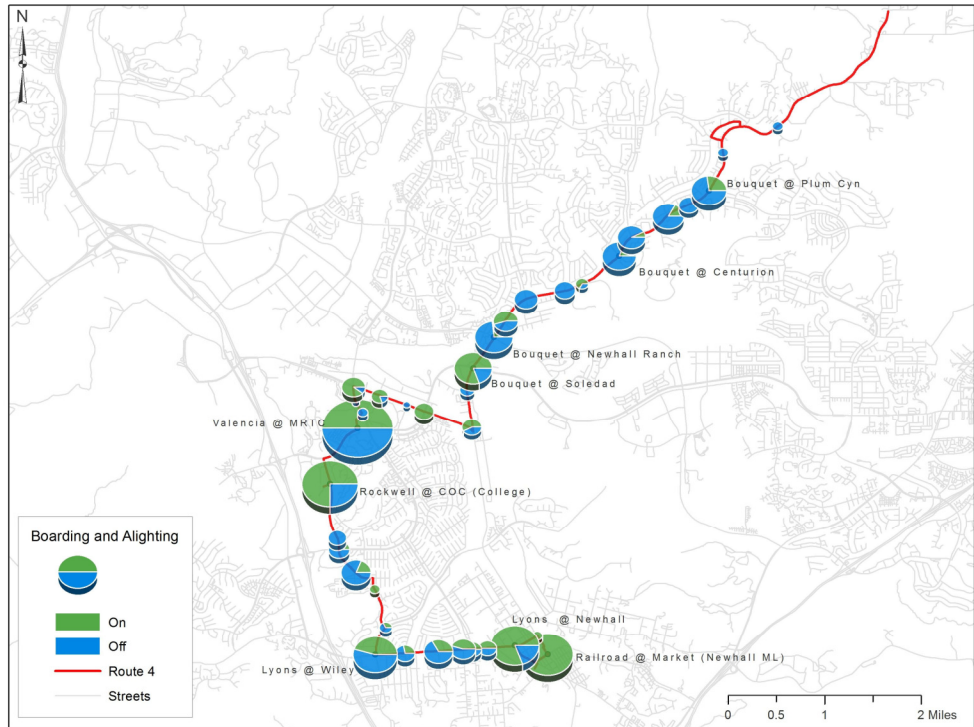 N
Bouquet @ Plum Cyn
Bouquet @ Centurion
Bouquet @ Newhall Ranch
Bouquet @ Soledad
Valencia @ MRTC
Rockwell @ COC (College)
Lyons @ Newhall
Railroad @ Market (Newhall ML)
Lyons @ Wiley
Boarding and Alighting
On
Off
Route 4
Streets
0 0.5 1 2 Miles